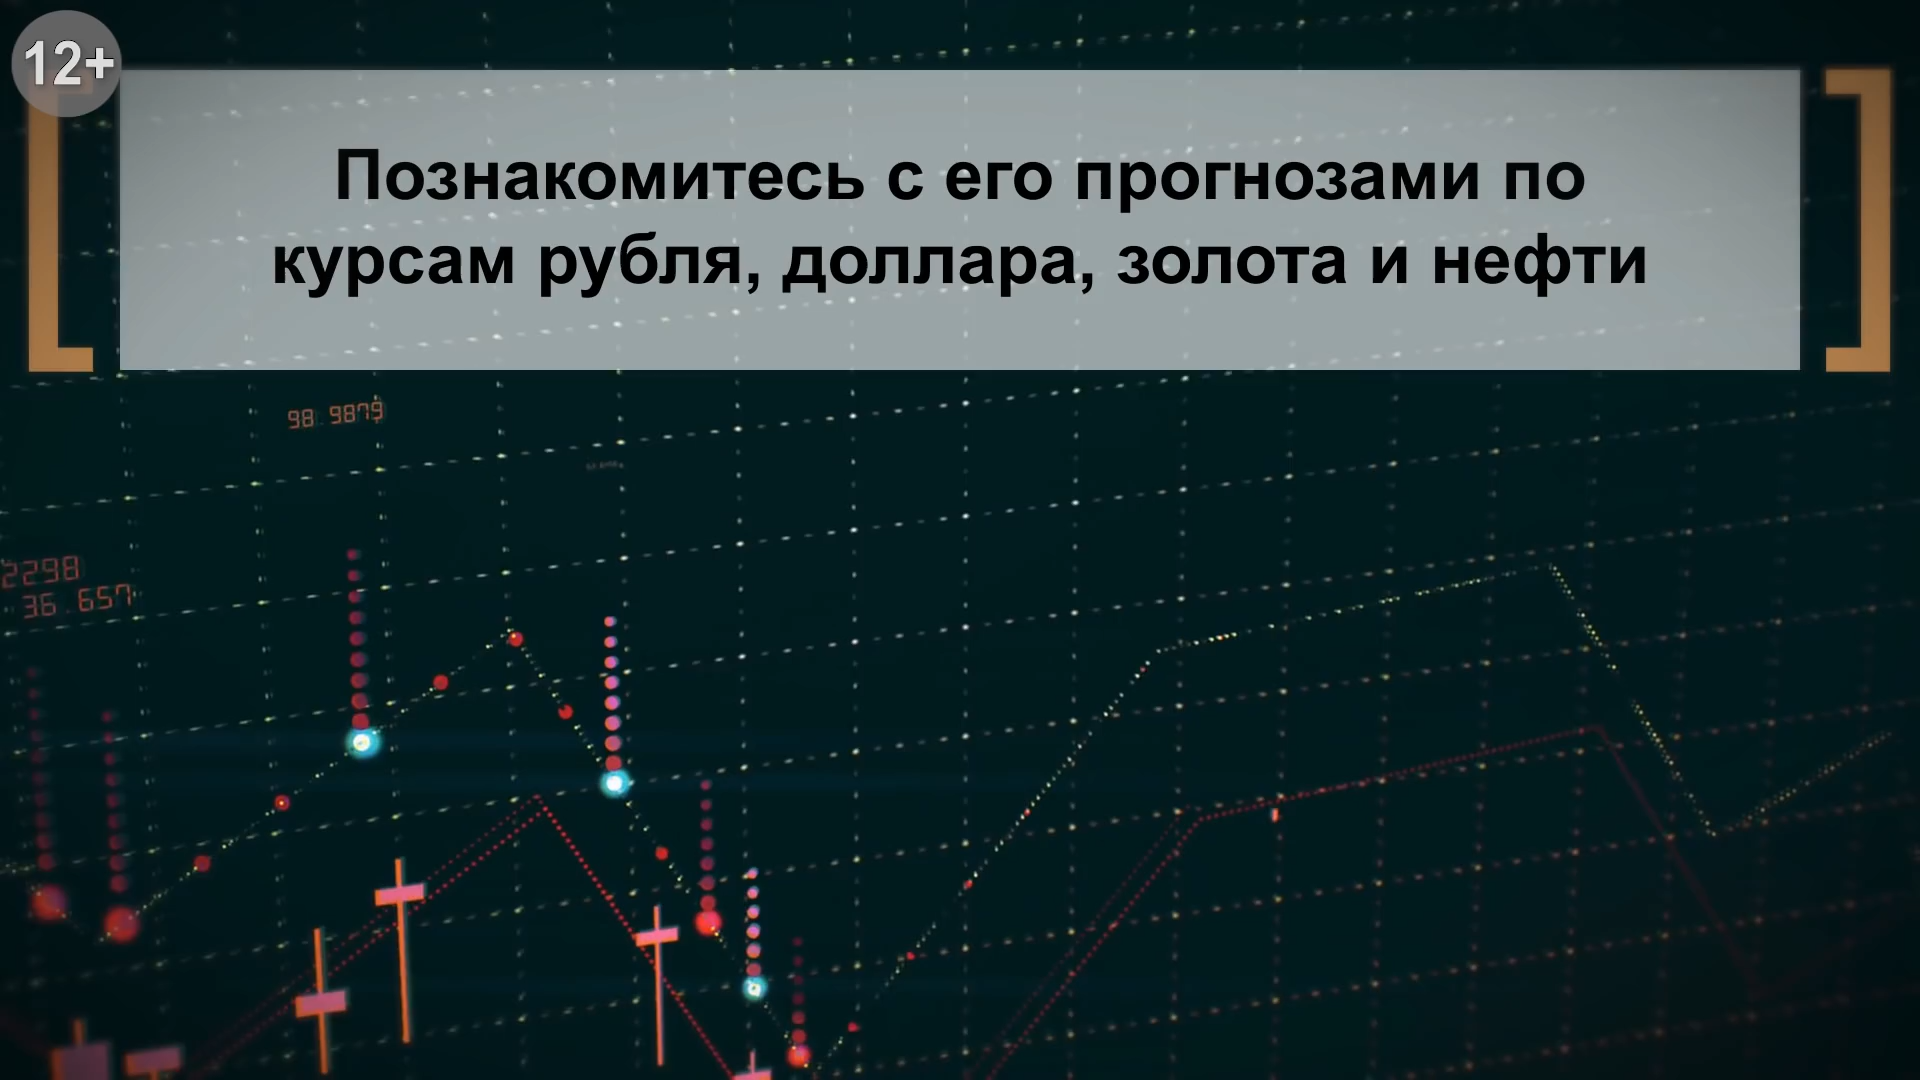 12+
Познакомитесь с его прогнозами по
курсам рубля, доллара, золота и нефти
98.9879
2298
36.657